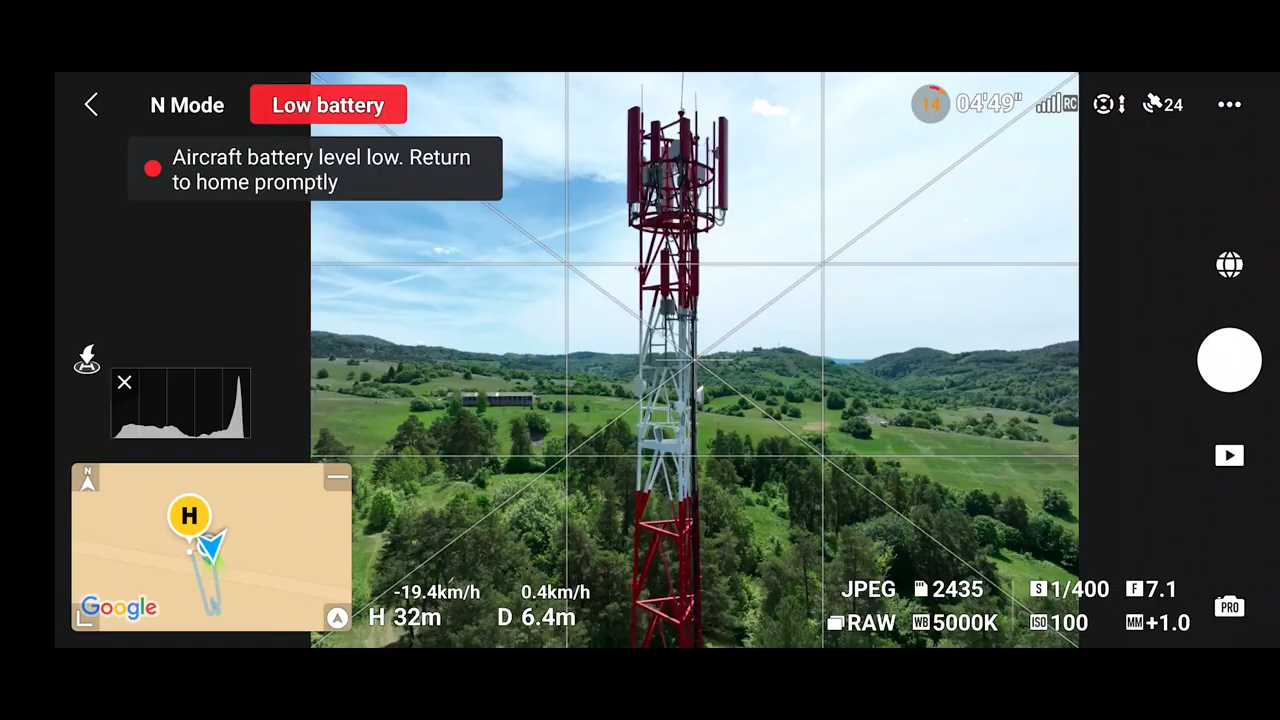 N Mode
Low battery
14
04'49"
RC
24
Aircraft battery level low. Return
to home promptly
N
H
Google
-19.4km/h
0.4km/h
H 32m
D 6.4m
JPEG
2435
S 1/400
F 7.1
RAW
WB 5000K
ISO 100
MM +1.0
PRO